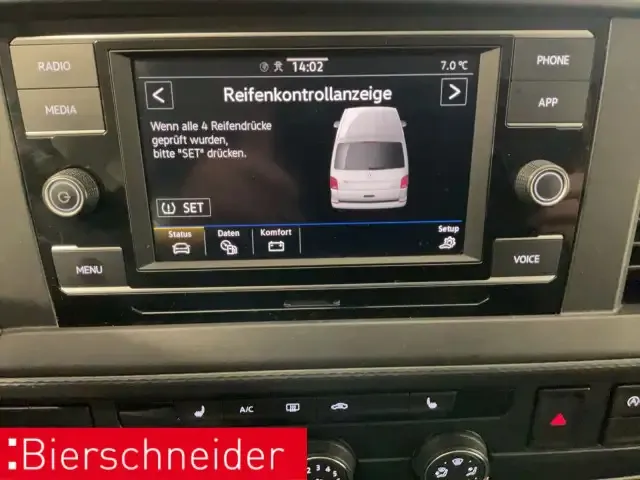 RADIO
MEDIA
MENU
PHONE
APP
VOICE
14:02
7.0 °C
Reifenkontrollanzeige
Wenn alle 4 Reifendrücke
geprüft wurden,
bitte "SET" drücken.
SET
Status
Daten
Komfort
Setup
A/C
Bierschneider